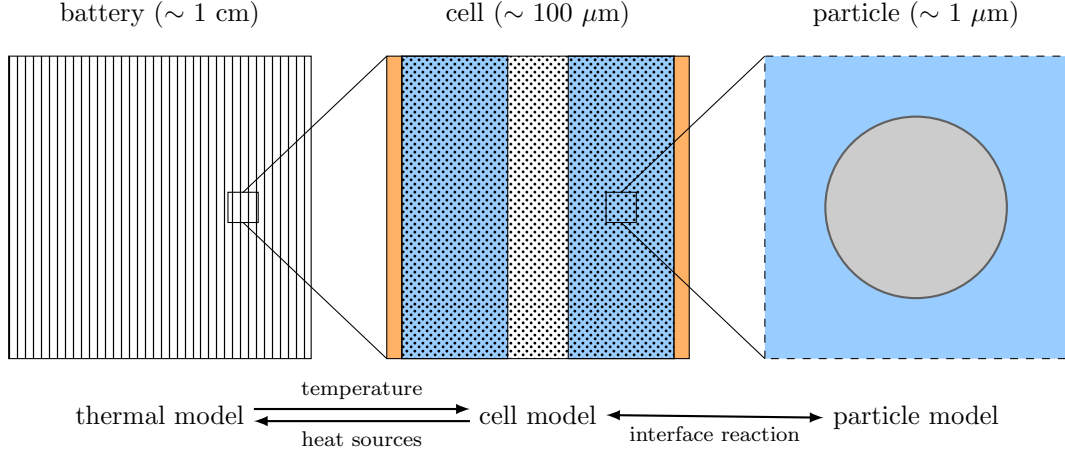 battery (∼ 1 cm)
cell (∼ 100 μm)
particle (∼ 1 μm)
temperature
thermal model
cell model
particle model
heat sources
interface reaction